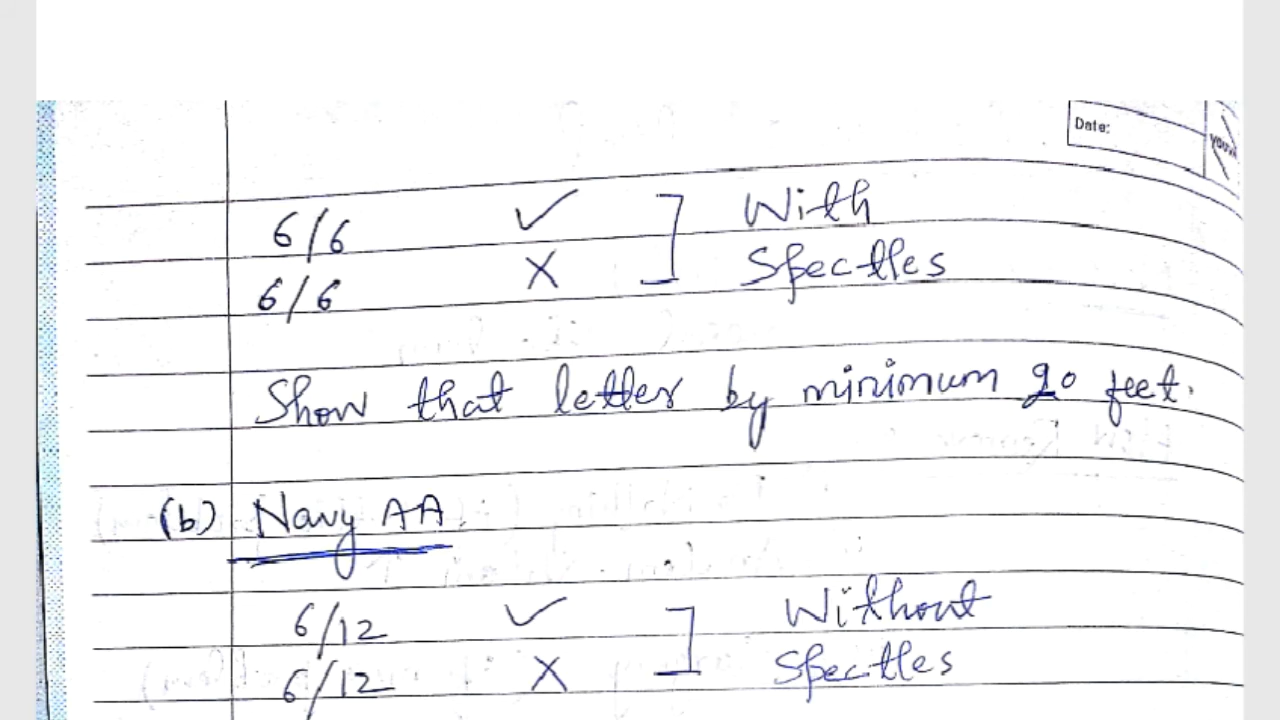 Date:
6/6 ✓ ] With
6/6 X Spectles
Show that letter by minimum 20 feet.
(b) Navy AA.
6/12 ✓ ] Without
6/12 X Spectles